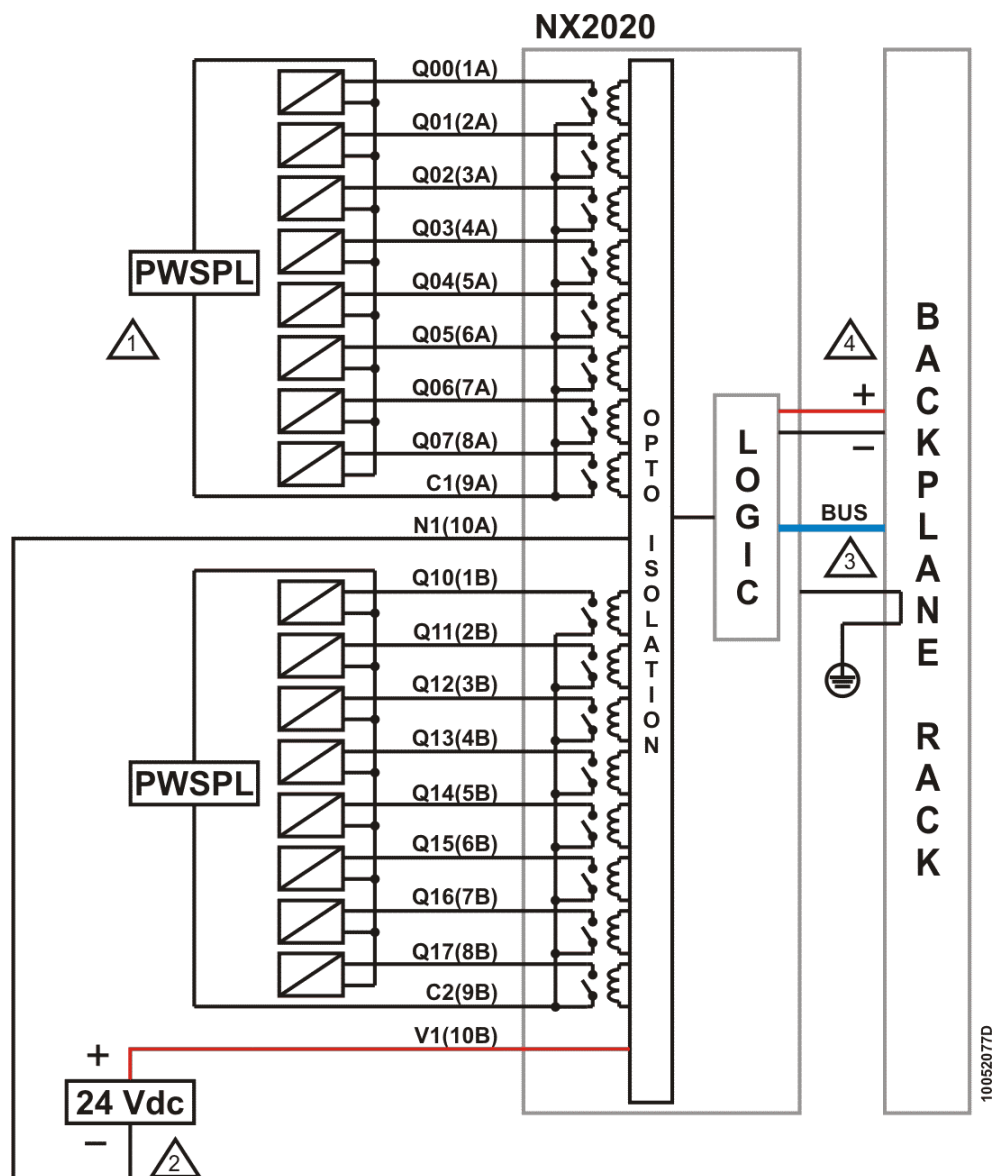 NX2020
Q00(1A)
Q01(2A)
Q02(3A)
Q03(4A)
PWSPL
Q04(5A)
1
Q05(6A)
Q06(7A)
Q07(8A)
C1(9A)
N1(10A)
Q10(1B)
Q11(2B)
Q12(3B)
Q13(4B)
PWSPL
Q14(5B)
Q15(6B)
Q16(7B)
Q17(8B)
C2(9B)
V1(10B)
+
24 Vdc
−
2
OPTO ISOLATION
LOGIC
4
+
−
BUS
3
BACKPLANE RACK
10052077D